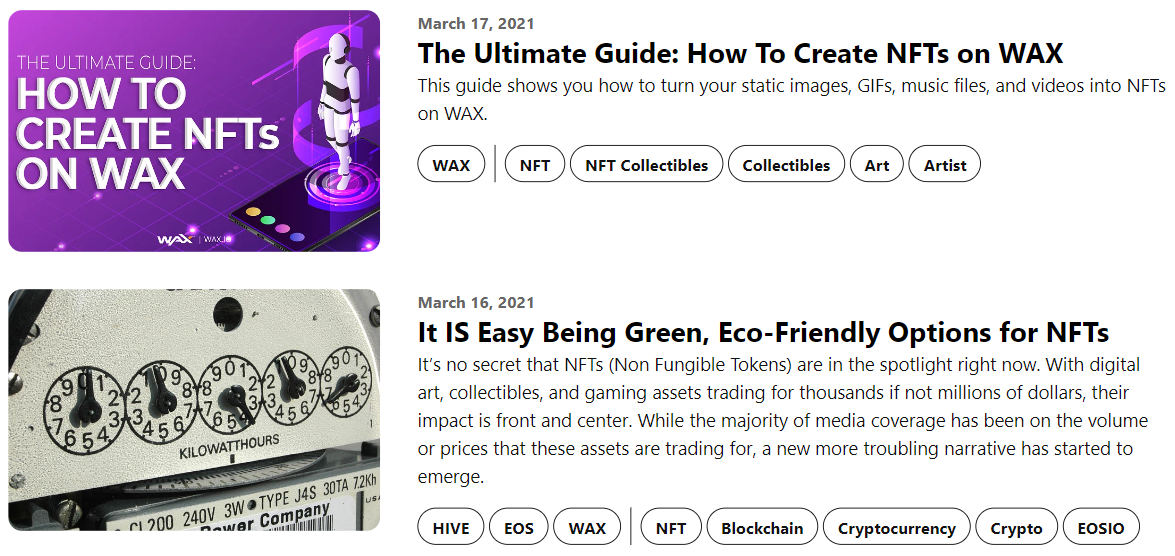 THE ULTIMATE GUIDE:
HOW TO
CREATE NFTs
ON WAX
WAX | WAX.IO
March 17, 2021
The Ultimate Guide: How To Create NFTs on WAX
This guide shows you how to turn your static images, GIFs, music files, and videos into NFTs
on WAX.
WAX | NFT NFT Collectibles Collectibles Art Artist
9 0 1 2 3 4 5 6 7 8
KILOWATTHOURS
CL200 240V 3W TYPE J4S 30TA 7.2Kh
USA
Power Company
March 16, 2021
It IS Easy Being Green, Eco-Friendly Options for NFTs
It's no secret that NFTs (Non Fungible Tokens) are in the spotlight right now. With digital
art, collectibles, and gaming assets trading for thousands if not millions of dollars, their
impact is front and center. While the majority of media coverage has been on the volume
or prices that these assets are trading for, a new more troubling narrative has started to
emerge.
HIVE EOS WAX | NFT Blockchain Cryptocurrency Crypto EOSIO